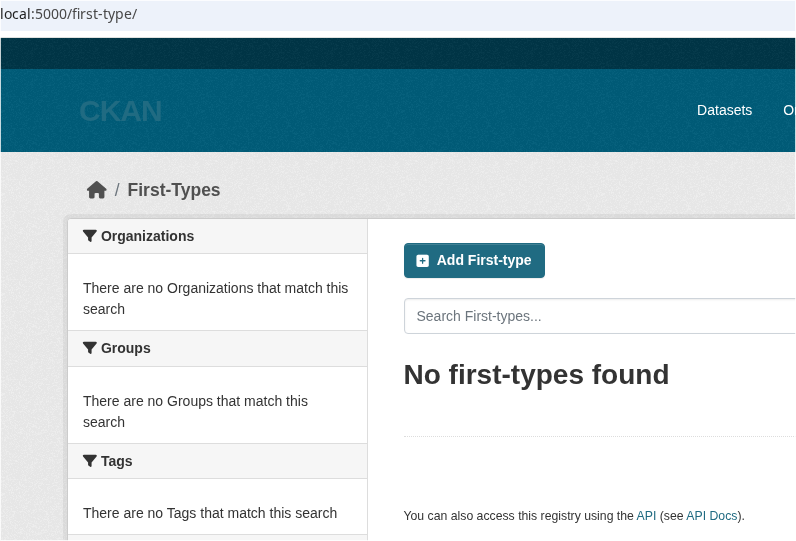 local:5000/first-type/
CKAN
Datasets
/ First-Types
Organizations
There are no Organizations that match this
search
Groups
There are no Groups that match this
search
Tags
There are no Tags that match this search
Add First-type
Search First-types...
No first-types found
You can also access this registry using the API (see API Docs).